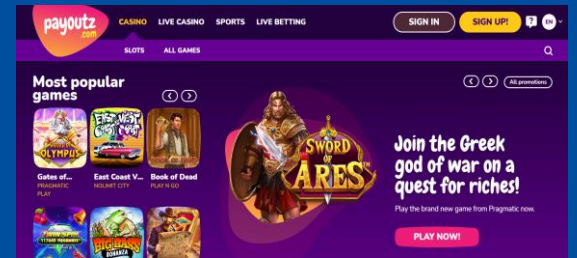 payoutz
.com
CASINO LIVE CASINO SPORTS LIVE BETTING
SIGN IN
SIGN UP!
?
EN
SLOTS ALL GAMES
Most popular
games
All promotions
OLYMPUS
EAST COAST
Gates of...
PRAGMATIC
PLAY
East Coast V...
NOLIMIT CITY
Book of Dead
PLAY N GO
BIG BASS
BONANZA
SWORD
OF
ARES
Join the Greek
god of war on a
quest for riches!
Play the brand new game from Pragmatic now.
PLAY NOW!